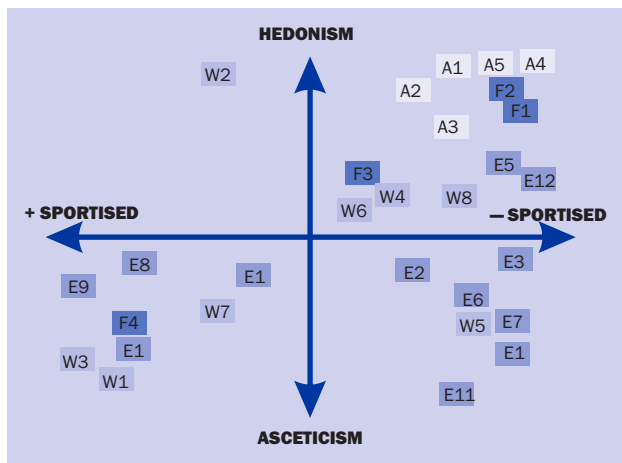 HEDONISM
W2
A1
A5
A4
A2
F2
F1
A3
F3
E5
E12
W4
W8
W6
+ SPORTISED
— SPORTISED
E8
E1
E2
E3
E9
E6
W7
F4
W5
E7
E1
E1
W3
W1
E11
ASCETICISM